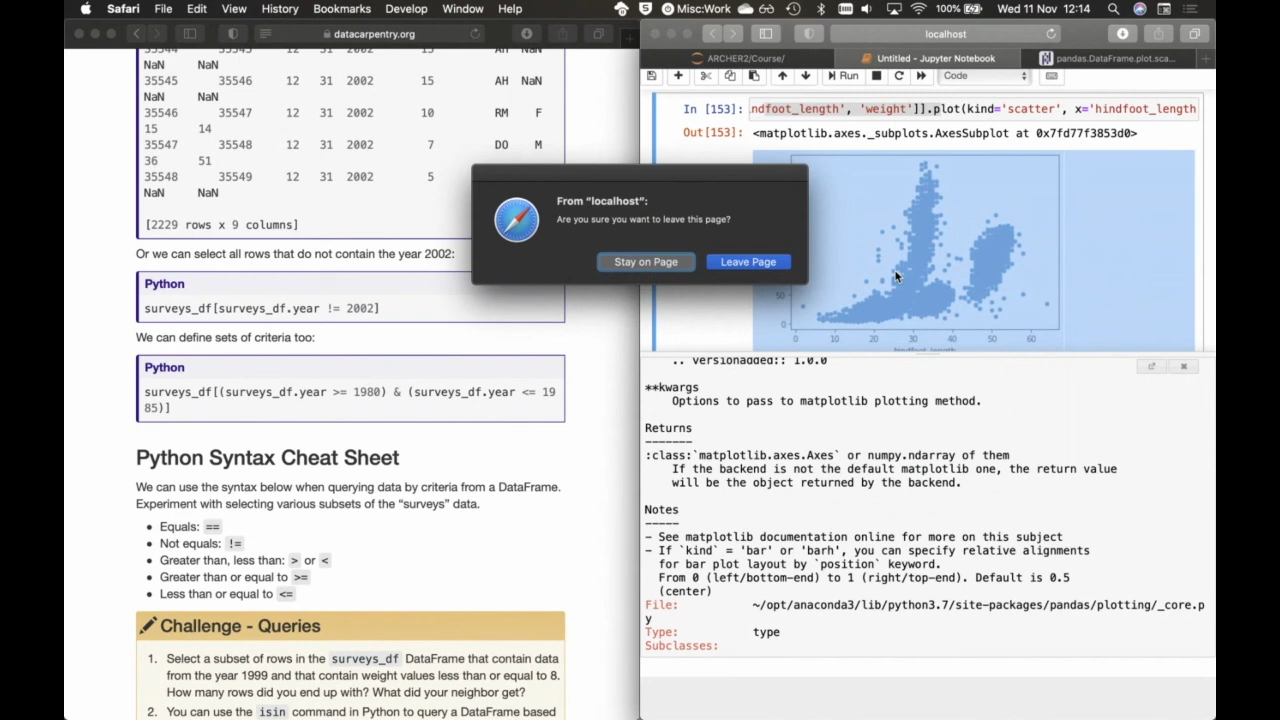 Safari File Edit View History Bookmarks Develop Window Help Misc:Work 100% Wed 11 Nov 12:14
datacarpentry.org
NaN NaN
35545 35546 12 31 2002 15 AH NaN
NaN NaN
35546 35547 12 31 2002 10 RM F
15 14
35547 35548 12 31 2002 7 DO M
36 51
35548 35549 12 31 2002 5
NaN NaN
[2229 rows x 9 columns]
Or we can select all rows that do not contain the year 2002:
Python
surveys_df[surveys_df.year != 2002]
We can define sets of criteria too:
Python
surveys_df[(surveys_df.year >= 1980) & (surveys_df.year <= 19
85)]
Python Syntax Cheat Sheet
We can use the syntax below when querying data by criteria from a DataFrame.
Experiment with selecting various subsets of the “surveys” data.
Equals: ==
Not equals: !=
Greater than, less than: > or <
Greater than or equal to >=
Less than or equal to <=
Challenge - Queries
1. Select a subset of rows in the surveys_df DataFrame that contain data
from the year 1999 and that contain weight values less than or equal to 8.
How many rows did you end up with? What did your neighbor get?
2. You can use the isin command in Python to query a DataFrame based
From “localhost”:
Are you sure you want to leave this page?
Stay on Page Leave Page
localhost
ARCHER2/Course/ Untitled - Jupyter Notebook pandas.DataFrame.plot.sca...
Run Code
In [153]: ndfoot_length', 'weight']].plot(kind='scatter', x='hindfoot_length
Out[153]: <matplotlib.axes._subplots.AxesSubplot at 0x7fd77f3853d0>
50
0
0 10 20 30 40 50 60
.. versionadded:: 1.0.0
**kwargs
Options to pass to matplotlib plotting method.
Returns
-------
:class:`matplotlib.axes.Axes` or numpy.ndarray of them
If the backend is not the default matplotlib one, the return value
will be the object returned by the backend.
Notes
-----
- See matplotlib documentation online for more on this subject
- If `kind` = 'bar' or 'barh', you can specify relative alignments
for bar plot layout by `position` keyword.
From 0 (left/bottom-end) to 1 (right/top-end). Default is 0.5
(center)
File: ~/opt/anaconda3/lib/python3.7/site-packages/pandas/plotting/_core.p
y
Type: type
Subclasses: